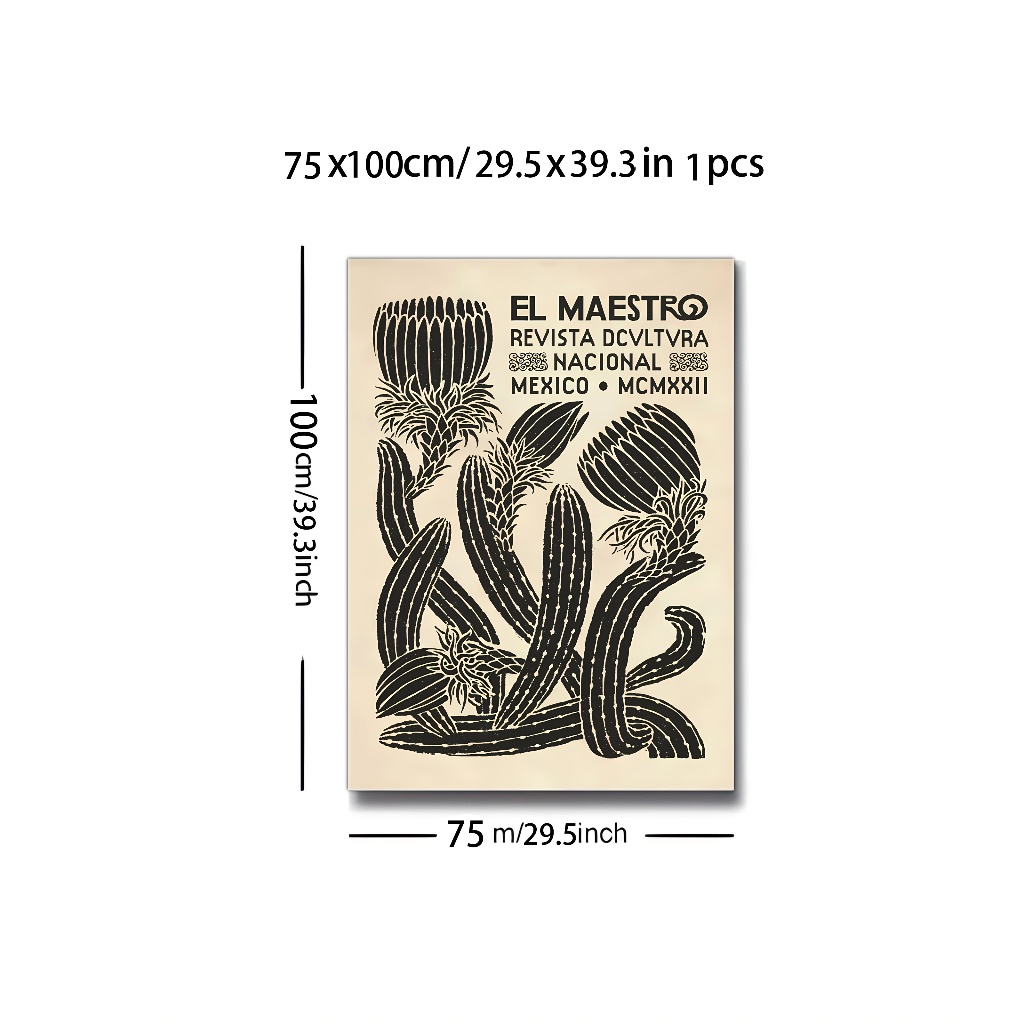 75x100cm/29.5x39.3in 1pcs
EL MAESTRO
REVISTA DCVLTVRA
NACIONAL
MEXICO • MCMXXII
100cm/39.3inch
75 m/29.5inch